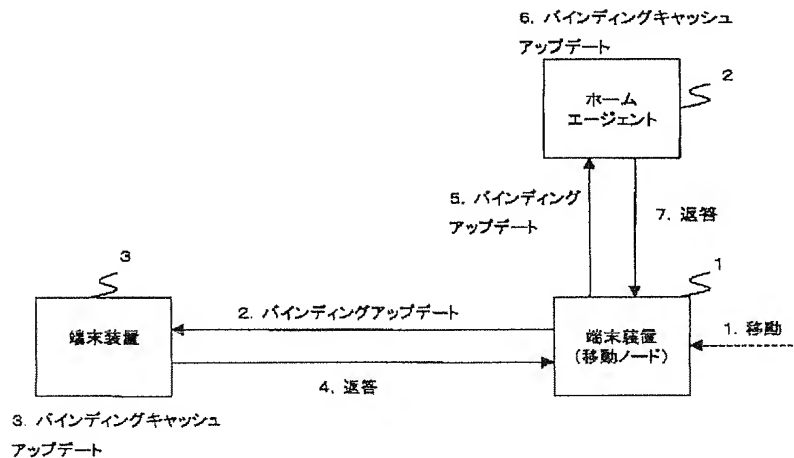 6. バインディングキャッシュ
アップデート
2
ホーム
エージェント
5. バインディング
アップデート
7. 返答
3
1
2. バインディングアップデート
端末装置
端末装置
(移動ノード)
1. 移動
4. 返答
3. バインディングキャッシュ
アップデート